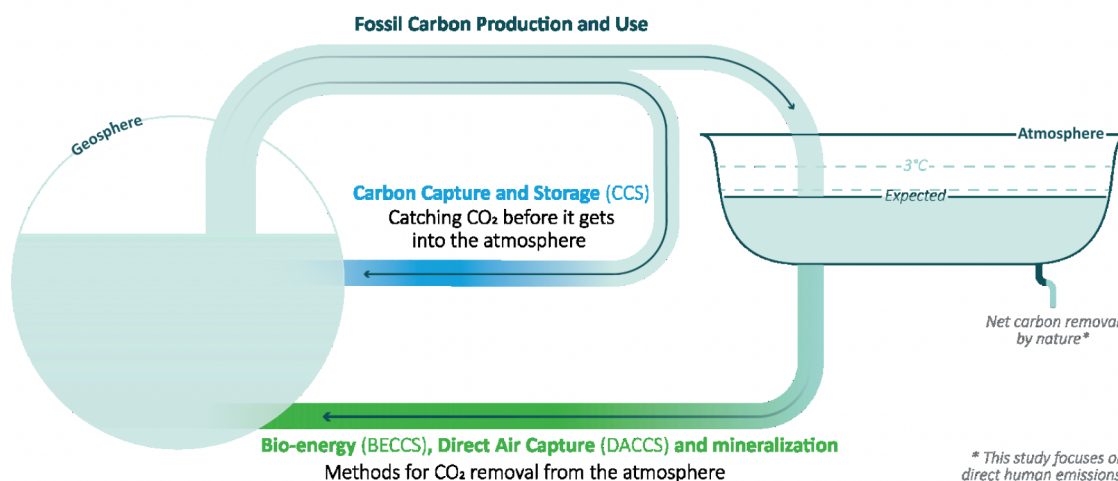 Fossil Carbon Production and Use
Geosphere
Atmosphere
3°C
Expected
Carbon Capture and Storage (CCS)
Catching CO₂ before it gets
into the atmosphere
Net carbon removal
by nature*
Bio-energy (BECCS), Direct Air Capture (DACCS) and mineralization
Methods for CO₂ removal from the atmosphere
* This study focuses o
direct human emissions